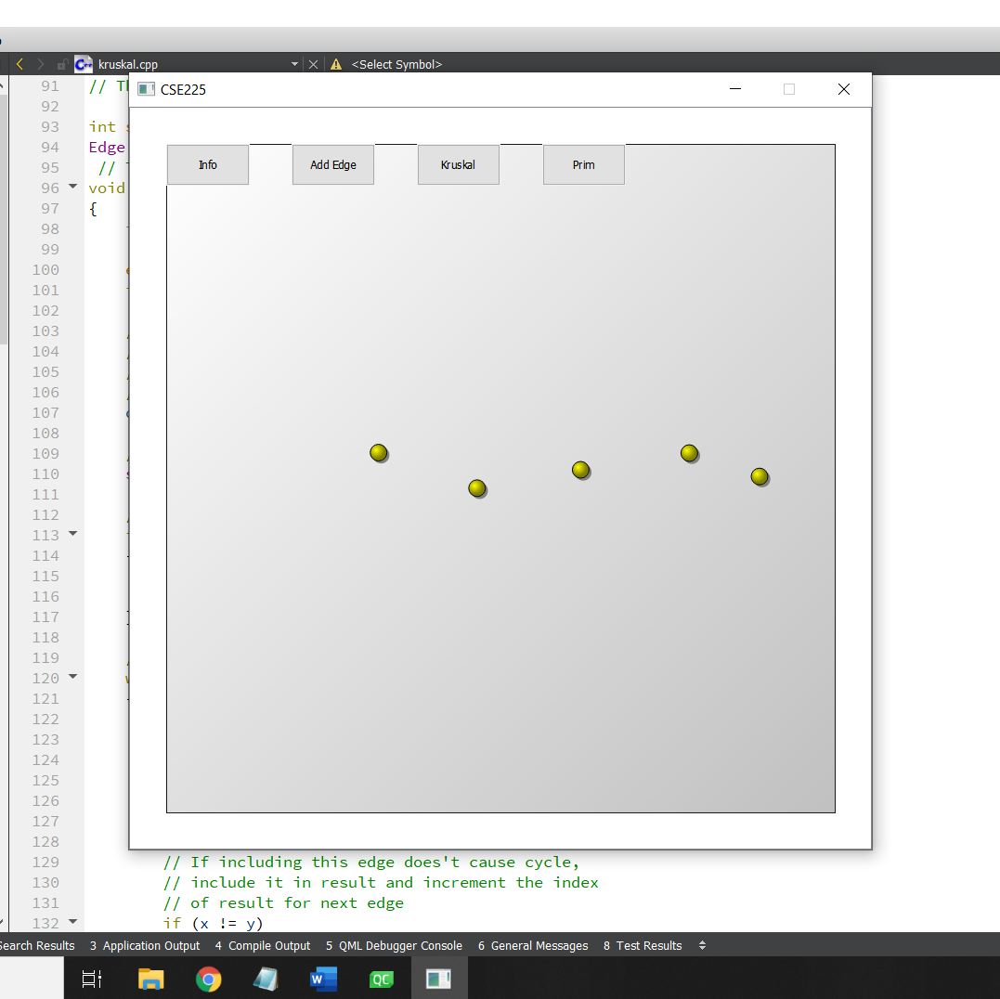 kruskal.cpp
<Select Symbol>
CSE225
Info
Add Edge
Kruskal
Prim
91 //
92
93 int
94 Edge
95 //
96 void
97 {
98
99
100
101
102
103
104
105
106
107
108
109
110
111
112
113
114
115
116
117
118
119
120
121
122
123
124
125
126
127
128
129 // If including this edge does't cause cycle,
130 // include it in result and increment the index
131 // of result for next edge
132 if (x != y)
Search Results 3 Application Output 4 Compile Output 5 QML Debugger Console 6 General Messages 8 Test Results
W
QC